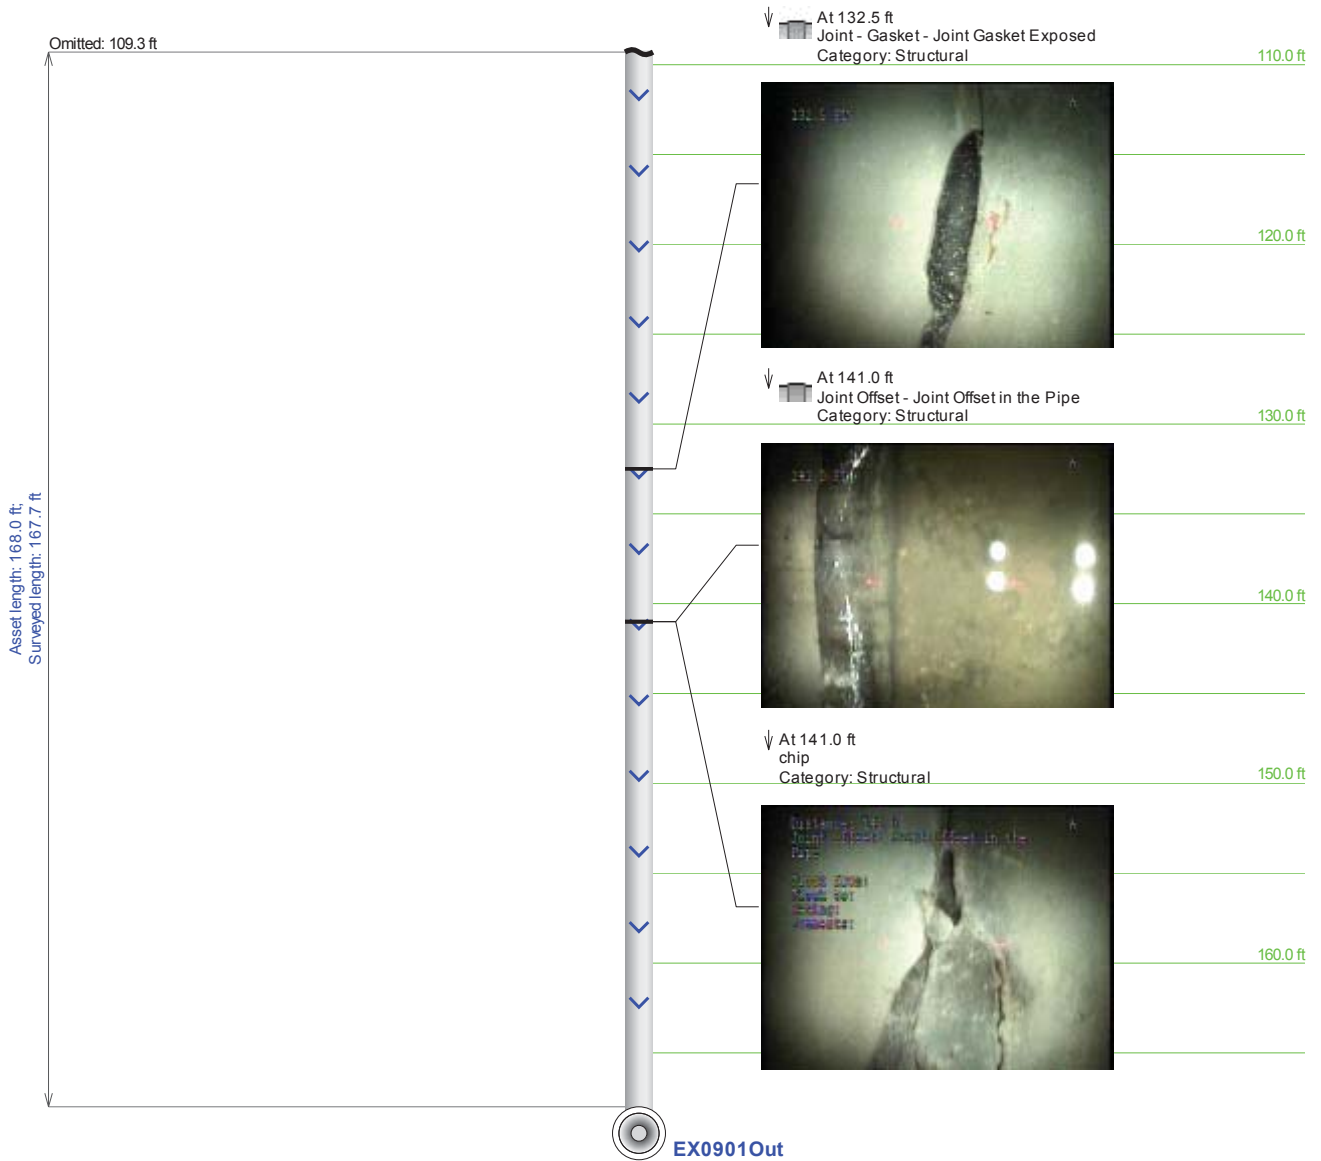 Omitted: 109.3 ft
At 132.5 ft
Joint - Gasket - Joint Gasket Exposed
Category: Structural
110.0 ft
120.0 ft
At 141.0 ft
Joint Offset - Joint Offset in the Pipe
Category: Structural
130.0 ft
Asset length: 168.0 ft;
Surveyed length: 167.7 ft
140.0 ft
At 141.0 ft
chip
Category: Structural
150.0 ft
160.0 ft
EX0901Out